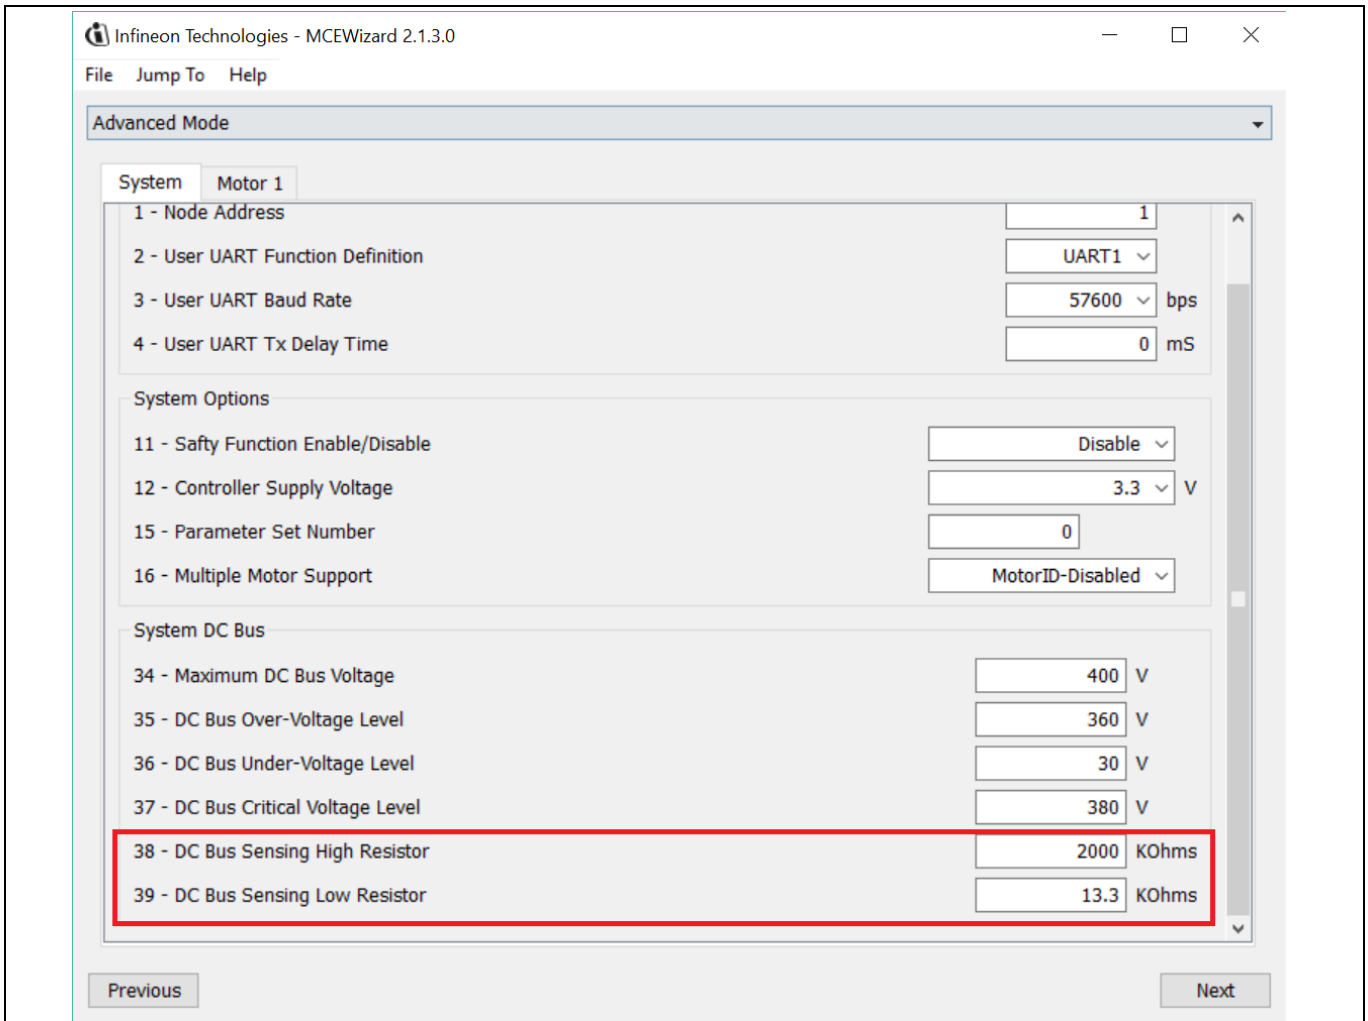 Infineon Technologies - MCEWizard 2.1.3.0
File Jump To Help
Advanced Mode
System Motor 1
1 - Node Address 1
2 - User UART Function Definition UART1
3 - User UART Baud Rate 57600 bps
4 - User UART Tx Delay Time 0 mS
System Options
11 - Safty Function Enable/Disable Disable
12 - Controller Supply Voltage 3.3 V
15 - Parameter Set Number 0
16 - Multiple Motor Support MotorID-Disabled
System DC Bus
34 - Maximum DC Bus Voltage 400 V
35 - DC Bus Over-Voltage Level 360 V
36 - DC Bus Under-Voltage Level 30 V
37 - DC Bus Critical Voltage Level 380 V
38 - DC Bus Sensing High Resistor 2000 KOhms
39 - DC Bus Sensing Low Resistor 13.3 KOhms
Previous Next